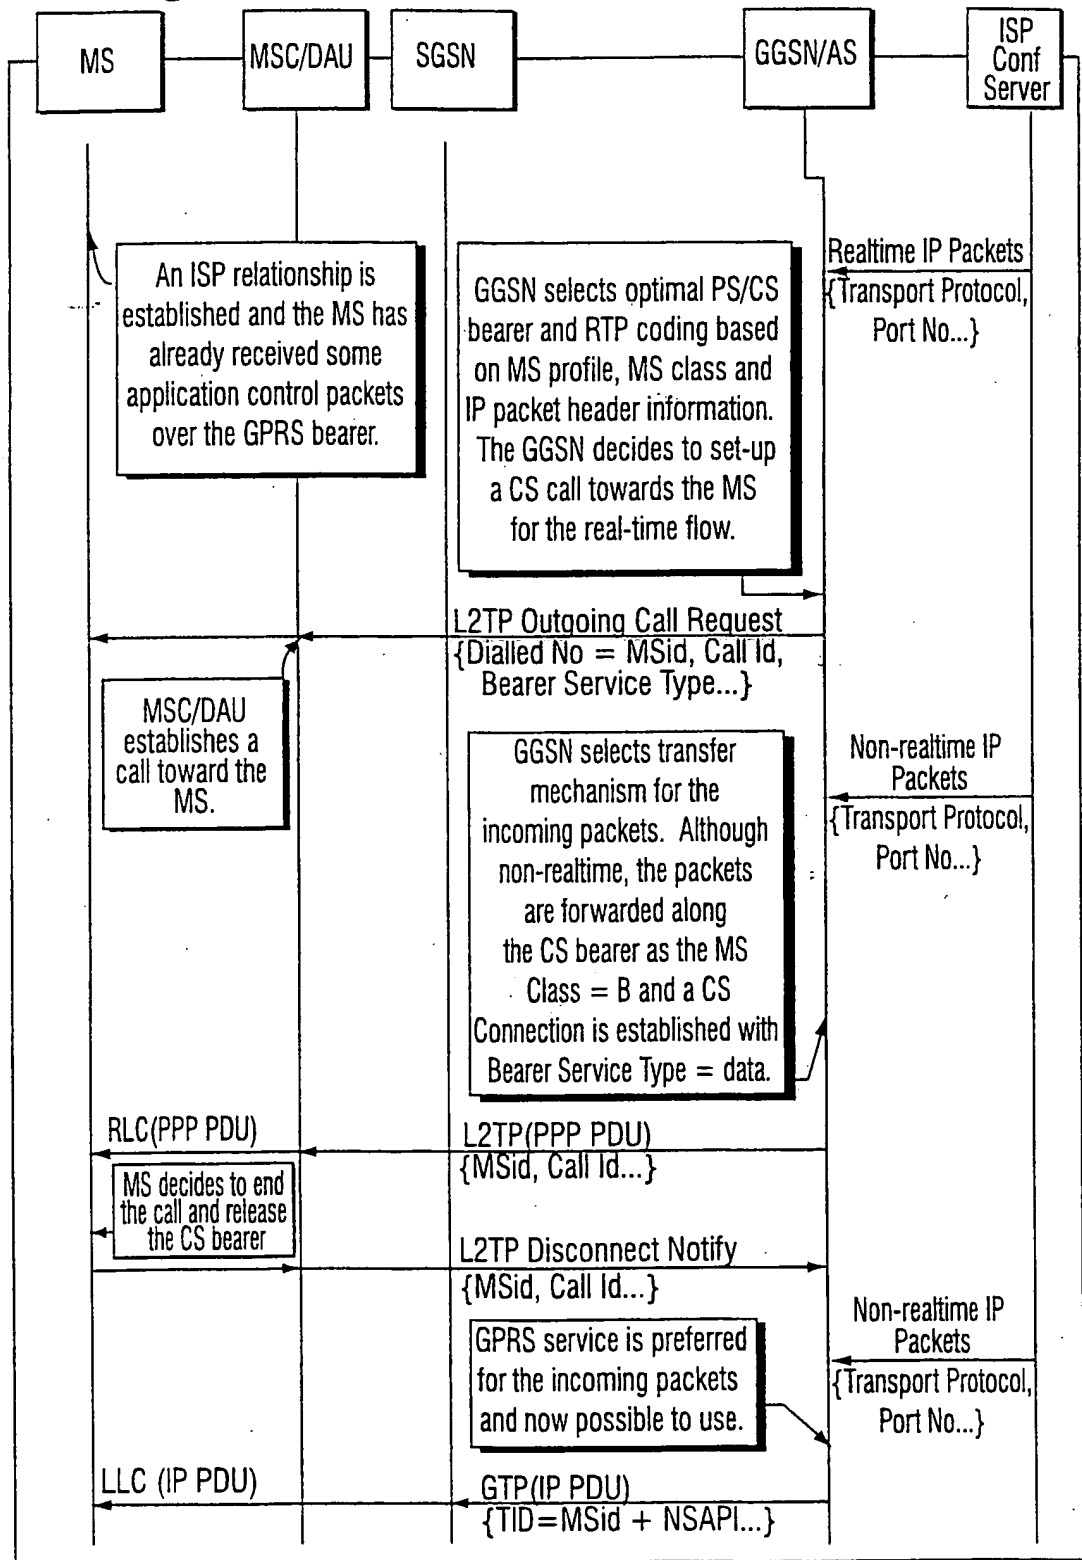 MS
MSC/DAU
SGSN
GGSN/AS
ISP
Conf
Server
An ISP relationship is
established and the MS has
already received some
application control packets
over the GPRS bearer.
GGSN selects optimal PS/CS
bearer and RTP coding based
on MS profile, MS class and
IP packet header information.
The GGSN decides to set-up
a CS call towards the MS
for the real-time flow.
Realtime IP Packets
{Transport Protocol,
Port No...}
L2TP Outgoing Call Request
{Dialled No = MSid, Call Id,
Bearer Service Type...}
MSC/DAU
establishes a
call toward the
MS.
GGSN selects transfer
mechanism for the
incoming packets. Although
non-realtime, the packets
are forwarded along
the CS bearer as the MS
Class = B and a CS
Connection is established with
Bearer Service Type = data.
Non-realtime IP
Packets
{Transport Protocol,
Port No...}
RLC(PPP PDU)
L2TP(PPP PDU)
{MSid, Call Id...}
MS decides to end
the call and release
the CS bearer
L2TP Disconnect Notify
{MSid, Call Id...}
GPRS service is preferred
for the incoming packets
and now possible to use.
Non-realtime IP
Packets
{Transport Protocol,
Port No...}
LLC (IP PDU)
GTP(IP PDU)
{TID=MSid + NSAPI...}